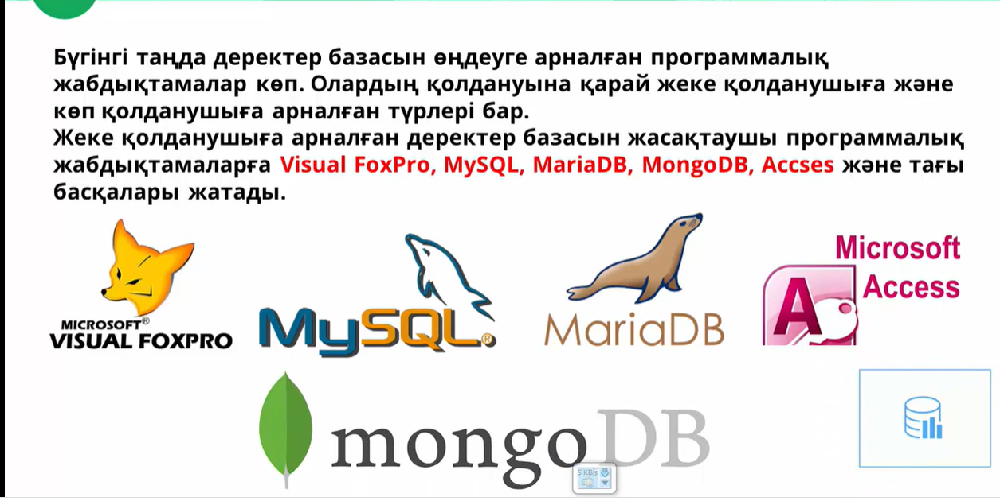 Бүгінгі таңда деректер базасын өңдеуге арналған программалық
жабдықтамалар көп. Олардың қолдануына қарай жеке қолданушыға және
көп қолданушыға арналған түрлері бар.
Жеке қолданушыға арналған деректер базасын жасақтаушы программалық
жабдықтамаларға Visual FoxPro, MySQL, MariaDB, MongoDB, Accses және тағы
басқалары жатады.
MICROSOFT®
VISUAL FOXPRO
MySQL®
MariaDB
Microsoft
Access
A
mongoDB
5 KB/s